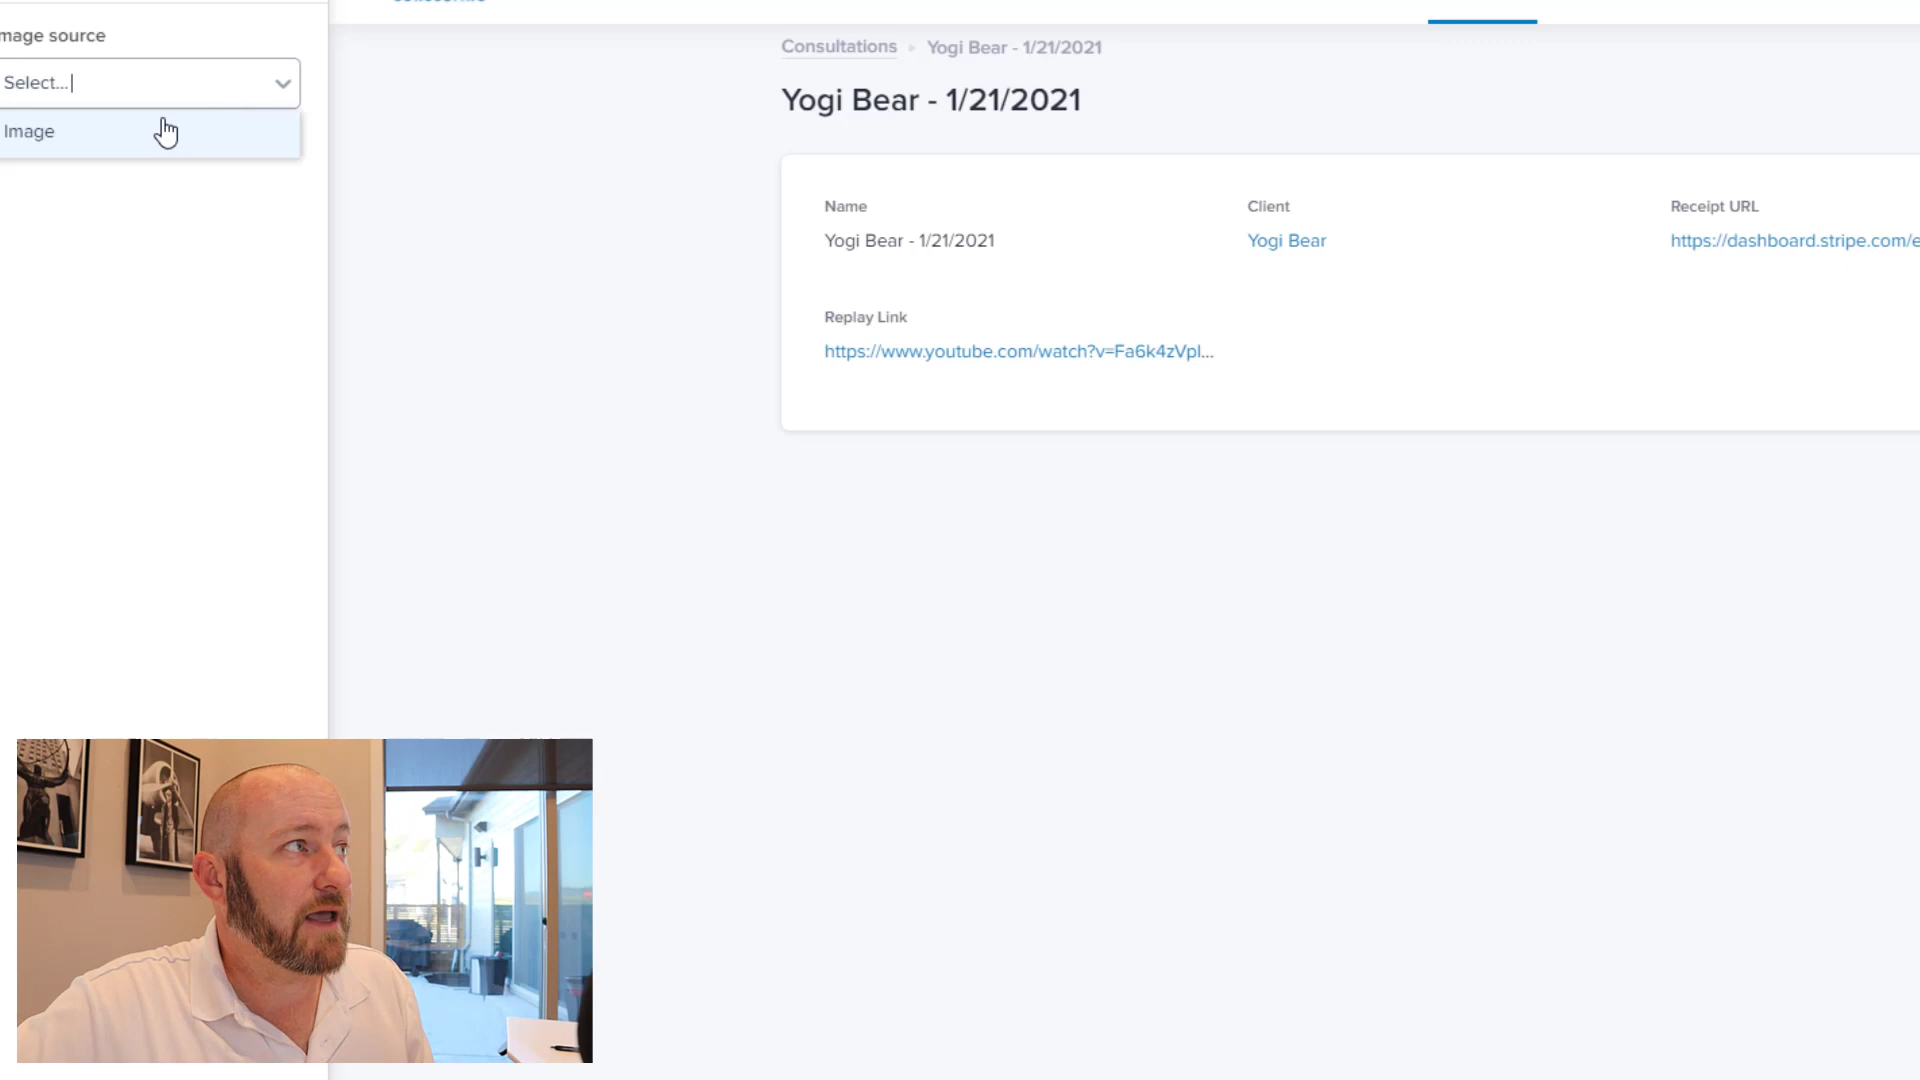 mage source
Select...
Image
Consultations
Yogi Bear - 1/21/2021
Yogi Bear - 1/21/2021
Name
Client
Receipt URL
Yogi Bear - 1/21/2021
Yogi Bear
https://dashboard.stripe.com/e
Replay Link
https://www.youtube.com/watch?v=Fa6k4zVpl...